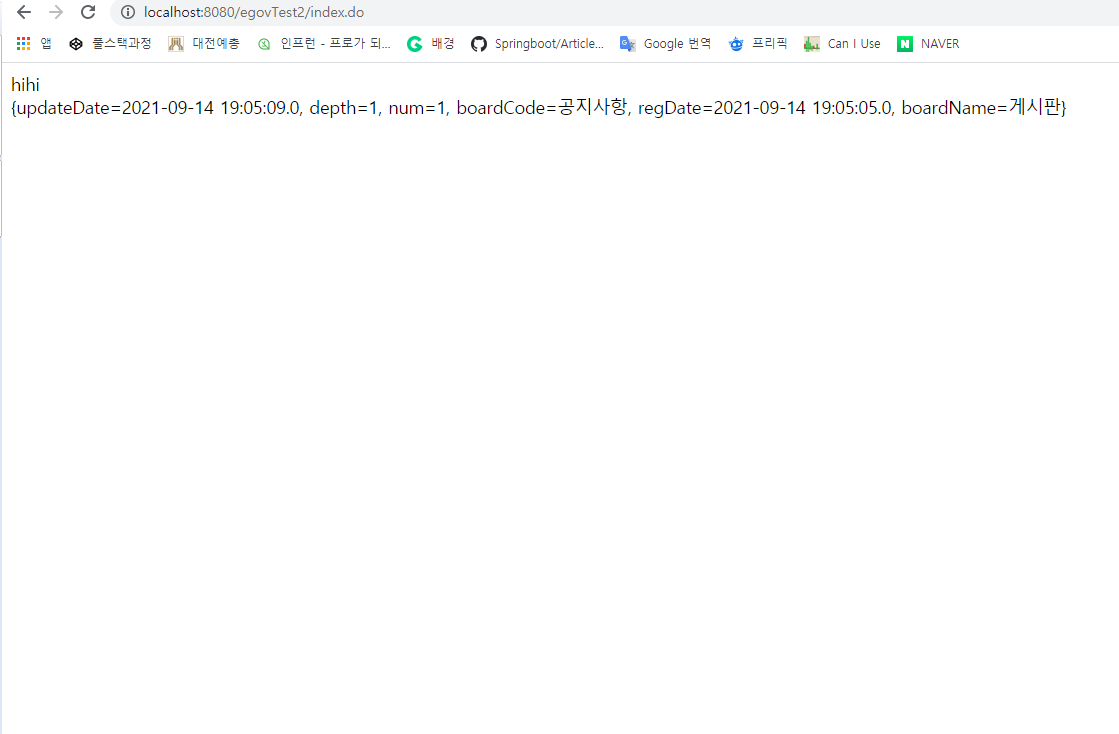 localhost:8080/egovTest2/index.do
앱 풀스택과정 대전예총 인프런 - 프로가 되... 배경 Springboot/Article... Google 번역 프리픽 Can I Use NAVER
hihi
{updateDate=2021-09-14 19:05:09.0, depth=1, num=1, boardCode=공지사항, regDate=2021-09-14 19:05:05.0, boardName=게시판}